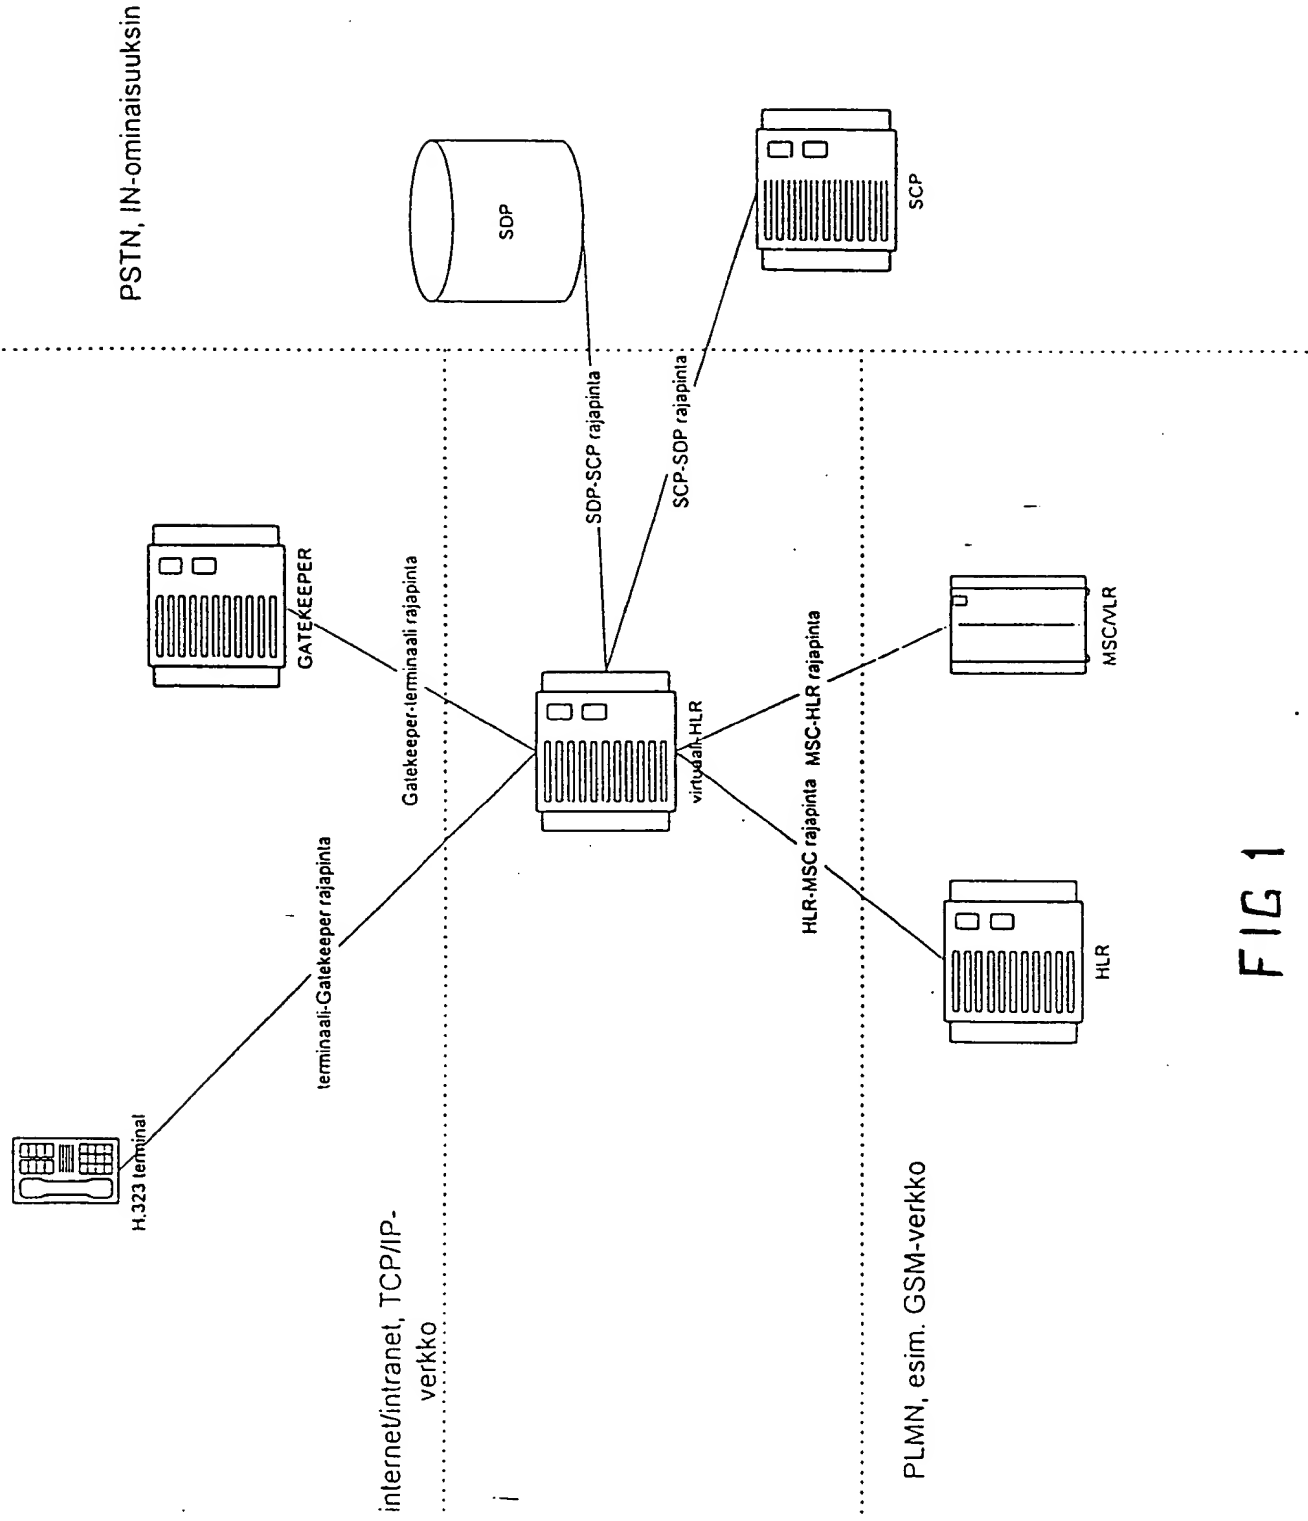 PSTN, IN-ominaisuuksin
SDP
SCP
SDP-SCP rajapinta
SCP-SDP rajapinta
GATEKEEPER
Gatekeeper-terminaali rajapinta
terminaali-Gatekeeper rajapinta
H.323 terminal
internet/intranet, TCP/IP-
verkko
virtuaali-HLR
MSC-HLR rajapinta
HLR-MSC rajapinta
MSC/VLR
HLR
PLMN, esim. GSM-verkko
FIG 1